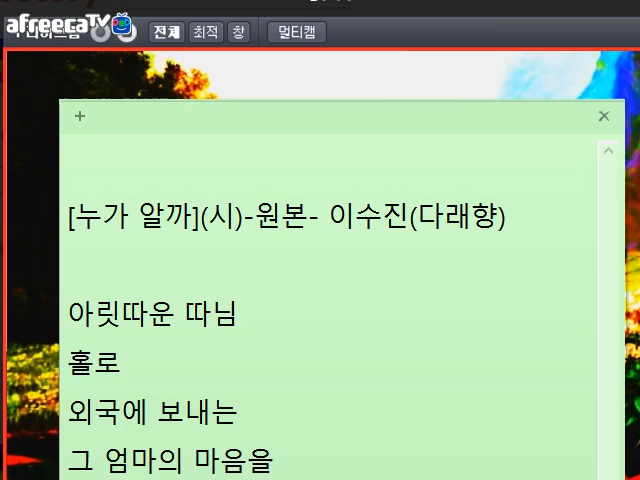 afreecaTV
전체 최적 창 멀티캠
[누가 알까](시)-원본- 이수진(다래향)
아릿따운 따님
홀로
외국에 보내는
그 엄마의 마음을